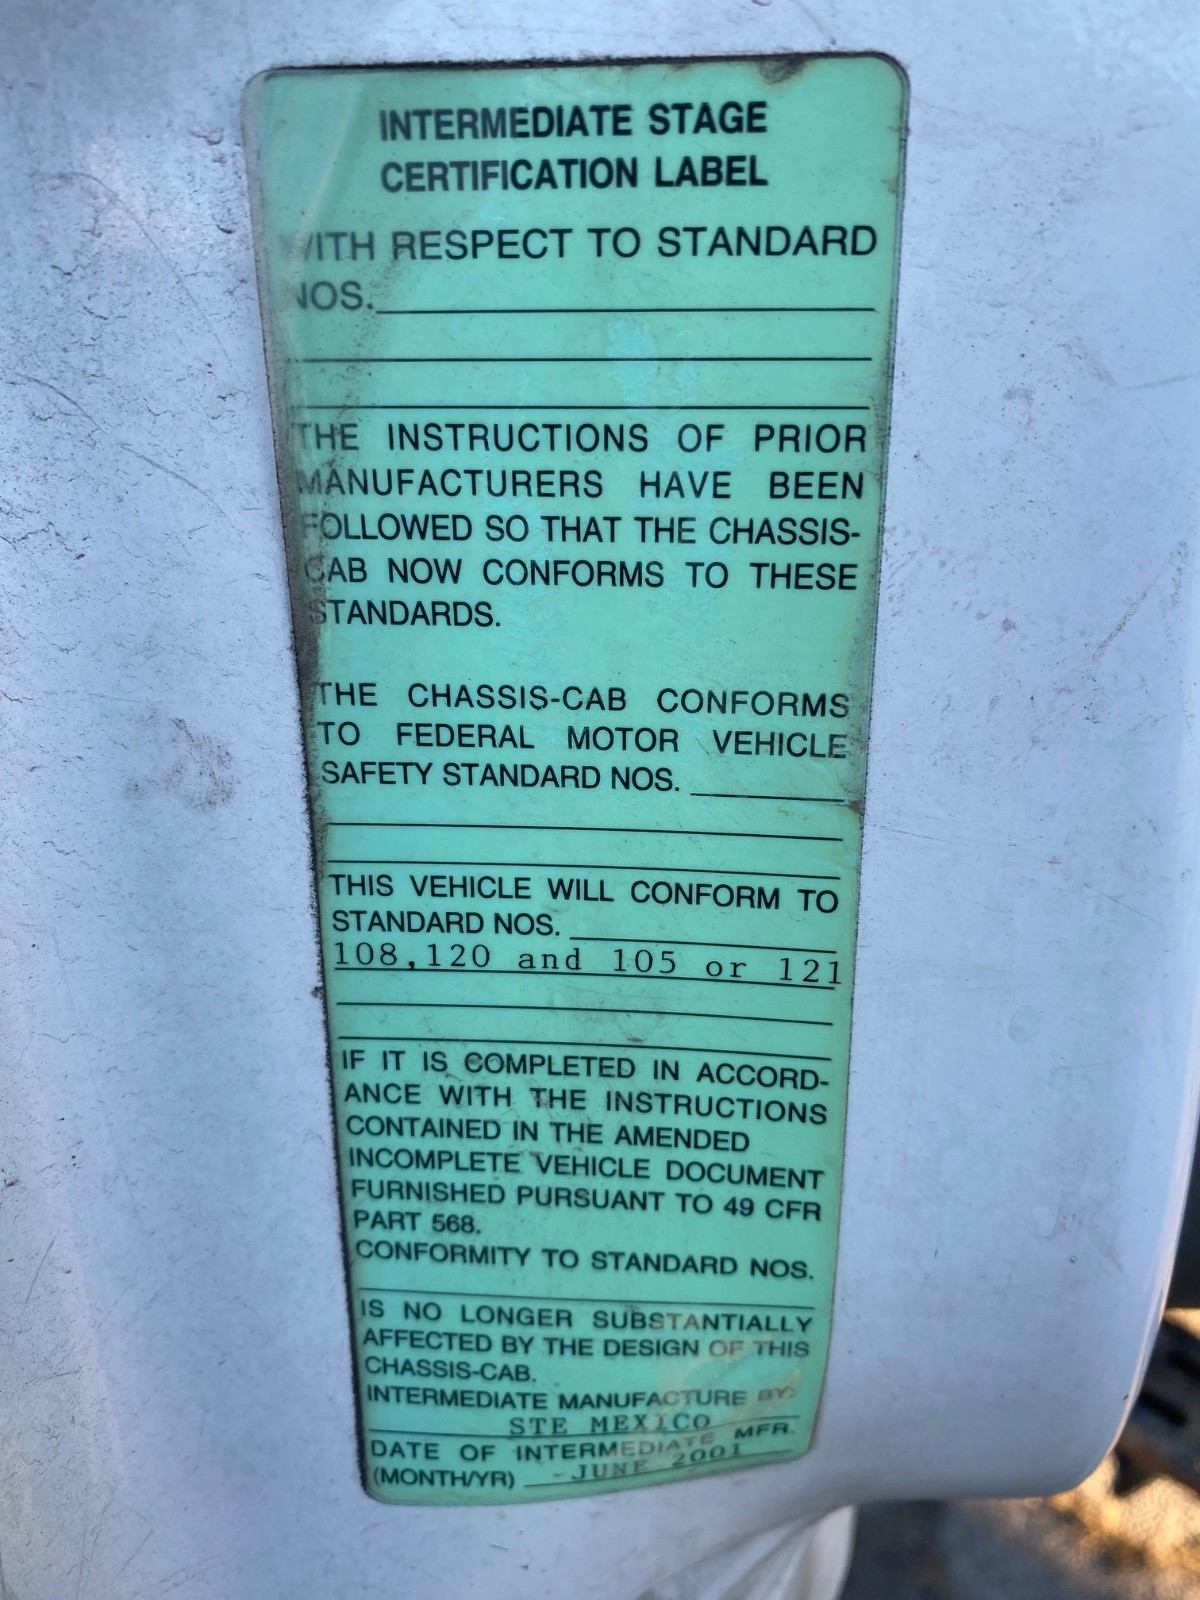 INTERMEDIATE STAGE
CERTIFICATION LABEL
WITH RESPECT TO STANDARD
NOS.
THE INSTRUCTIONS OF PRIOR
MANUFACTURERS HAVE BEEN
FOLLOWED SO THAT THE CHASSIS-
CAB NOW CONFORMS TO THESE
STANDARDS.
THE CHASSIS-CAB CONFORMS
TO FEDERAL MOTOR VEHICLE
SAFETY STANDARD NOS.
THIS VEHICLE WILL CONFORM TO
STANDARD NOS.
108,120 and 105 or 121
IF IT IS COMPLETED IN ACCORD-
ANCE WITH THE INSTRUCTIONS
CONTAINED IN THE AMENDED
INCOMPLETE VEHICLE DOCUMENT
FURNISHED PURSUANT TO 49 CFR
PART 568.
CONFORMITY TO STANDARD NOS.
IS NO LONGER SUBSTANTIALLY
AFFECTED BY THE DESIGN OF THIS
CHASSIS-CAB.
INTERMEDIATE MANUFACTURE BY:
STE MEXICO
DATE OF INTERMEDIATE MFR.
(MONTH/YR) - JUNE 2001